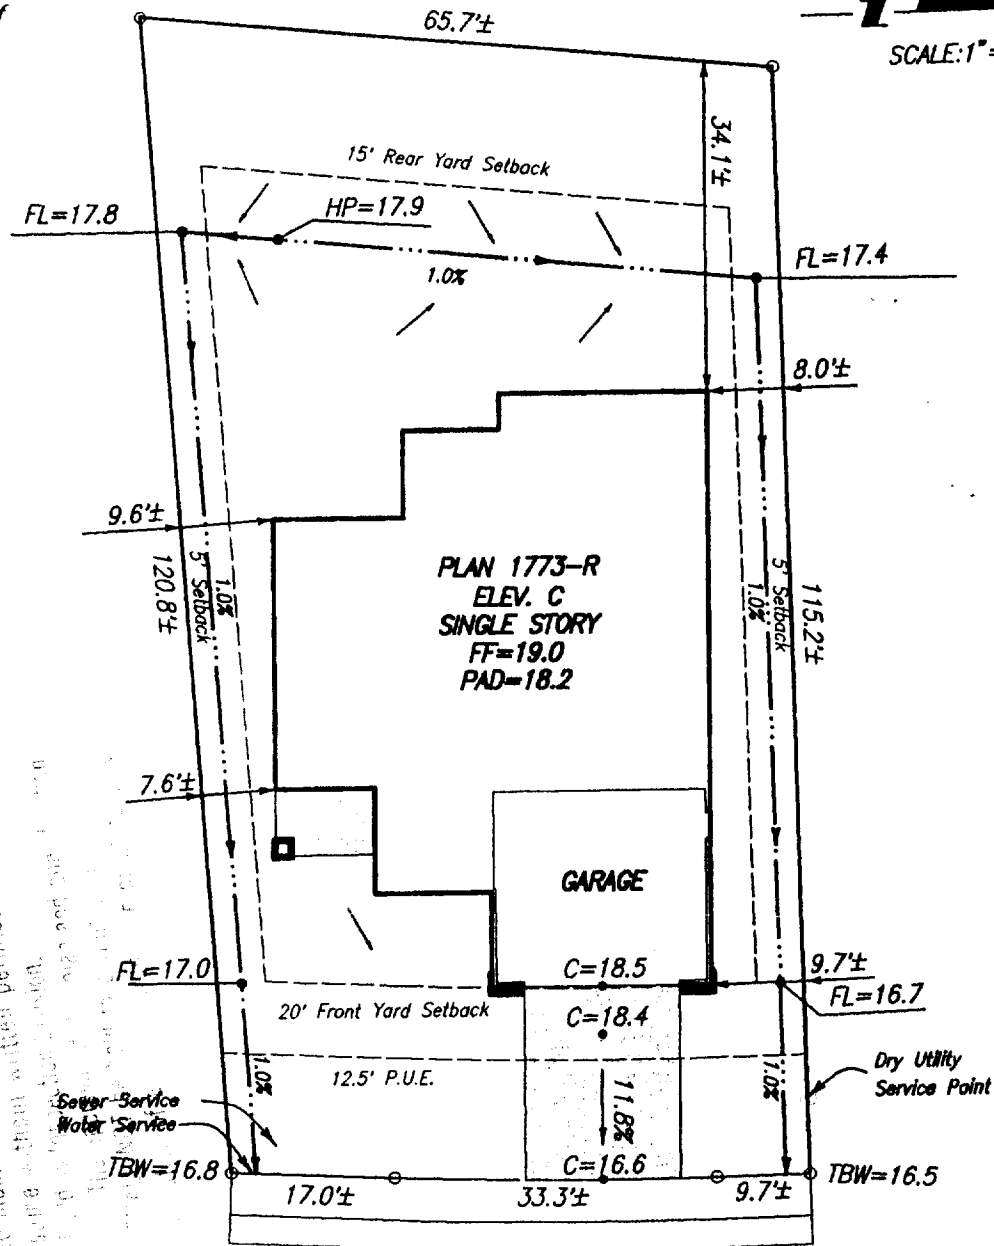 65.7'±
SCALE:1"=
34.1'±
15' Rear Yard Setback
FL=17.8
HP=17.9
FL=17.4
1.0%
8.0'±
9.6'±
120.8'±
5' Setback
1.0%
PLAN 1773-R
ELEV. C
SINGLE STORY
FF=19.0
PAD=18.2
1.0%
5' Setback
115.2'±
7.6'±
GARAGE
FL=17.0
C=18.5
9.7'±
FL=16.7
20' Front Yard Setback
C=18.4
1.0%
12.5' P.U.E.
11.8%
1.0%
Dry Utility
Service Point
Sewer Service
Water Service
TBW=16.8
C=16.6
TBW=16.5
17.0'±
33.3'±
9.7'±